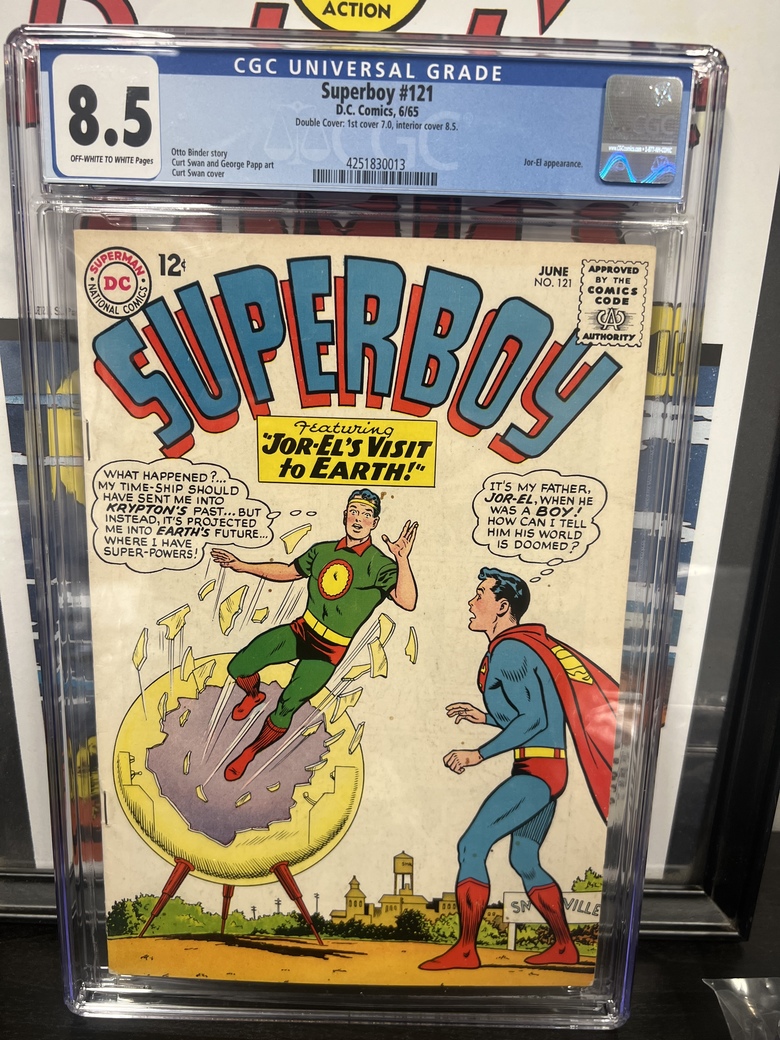 ACTION
CGC UNIVERSAL GRADE
8.5
OFF-WHITE TO WHITE Pages
Superboy #121
D.C. Comics, 6/65
Double Cover: 1st cover 7.0, interior cover 8.5.
Otto Binder story
Curt Swan and George Papp art
Curt Swan cover
4251830013
Jor-El appearance.
CGC
SUPERMAN
DC
NATIONAL COMICS
12¢
JUNE
NO. 121
APPROVED
BY THE
COMICS
CODE
AUTHORITY
SUPERBOY
Featuring
"JOR-EL'S VISIT
to EARTH!"
WHAT HAPPENED?...
MY TIME-SHIP SHOULD
HAVE SENT ME INTO
KRYPTON'S PAST...BUT
INSTEAD, IT'S PROJECTED
ME INTO EARTH'S FUTURE...
WHERE I HAVE
SUPER-POWERS!
IT'S MY FATHER,
JOR-EL, WHEN HE
WAS A BOY!
HOW CAN I TELL
HIM HIS WORLD
IS DOOMED?
SM VILLE